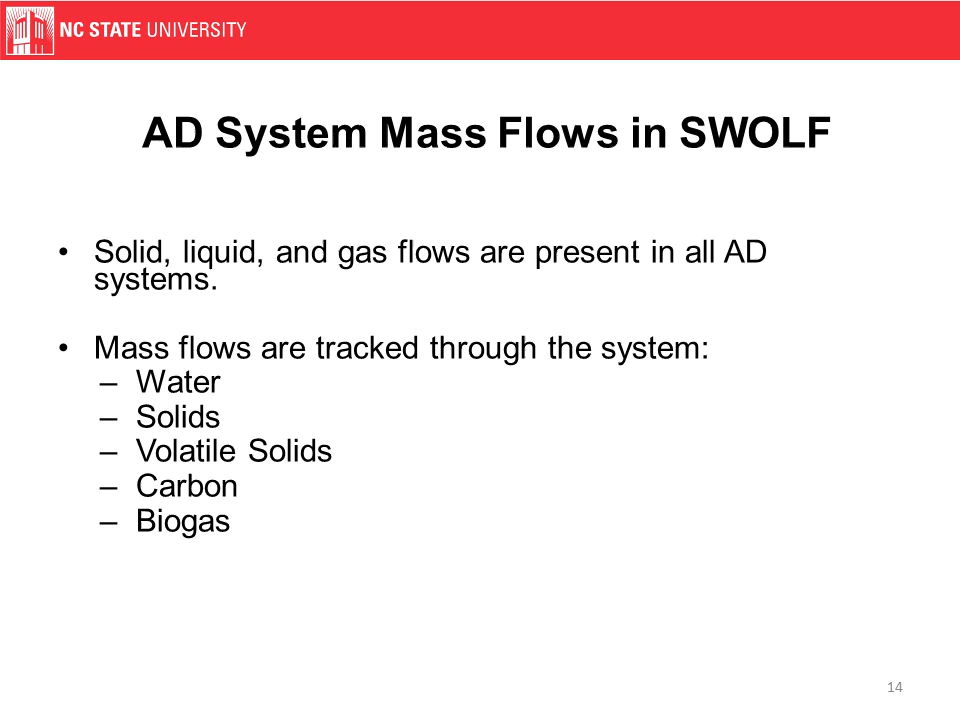 NC STATE UNIVERSITY
AD System Mass Flows in SWOLF
• Solid, liquid, and gas flows are present in all AD
systems.
• Mass flows are tracked through the system:
– Water
– Solids
– Volatile Solids
– Carbon
– Biogas
14